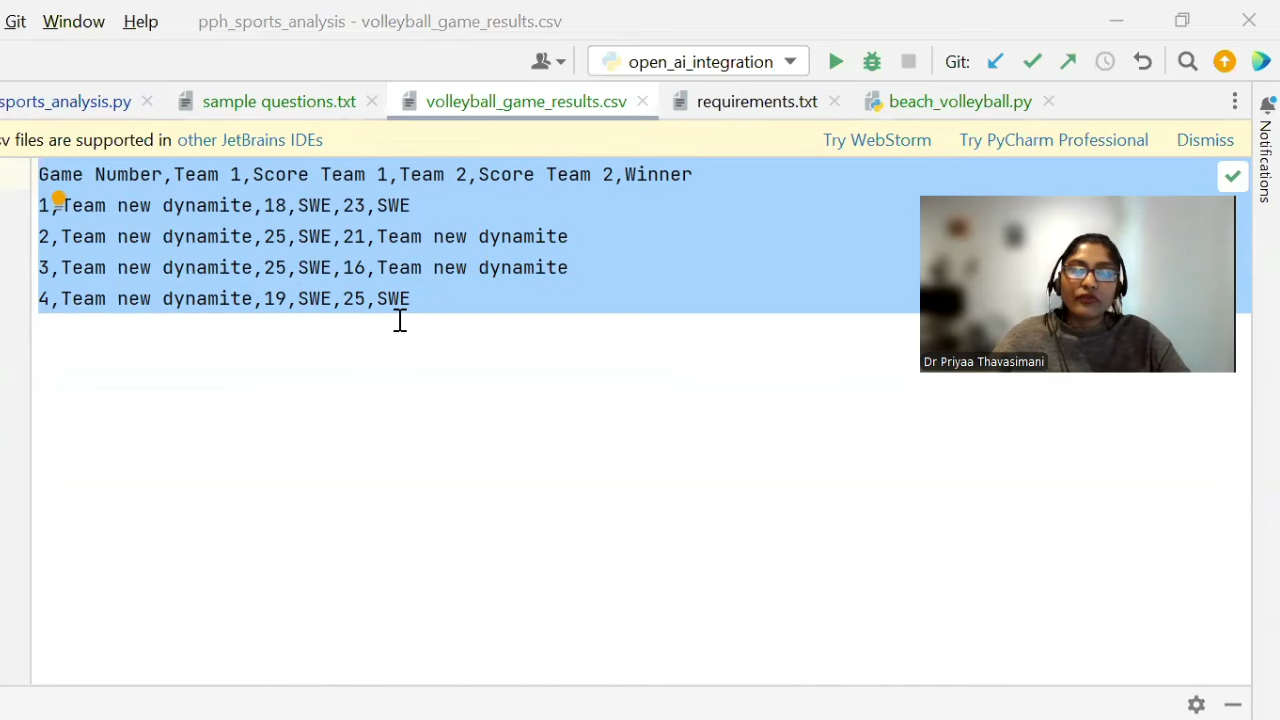 Git Window Help pph_sports_analysis - volleyball_game_results.csv
open_ai_integration Git:
sports_analysis.py sample questions.txt volleyball_game_results.csv requirements.txt beach_volleyball.py
sv files are supported in other JetBrains IDEs Try WebStorm Try PyCharm Professional Dismiss
Notifications
Game Number,Team 1,Score Team 1,Team 2,Score Team 2,Winner
1,Team new dynamite,18,SWE,23,SWE
2,Team new dynamite,25,SWE,21,Team new dynamite
3,Team new dynamite,25,SWE,16,Team new dynamite
4,Team new dynamite,19,SWE,25,SWE
Dr Priyaa Thavasimani